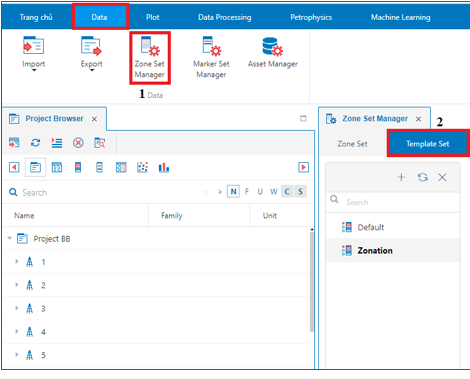 Trang chủ Data Plot Data Processing Petrophysics Machine Learning
Import Export Zone Set Manager Marker Set Manager Asset Manager
1 Data
Project Browser × Zone Set Manager × 2
Zone Set Template Set
Search × > N F U W C S
Search
Name Family Unit
Default
Project BB
Zonation
1
2
3
4
5